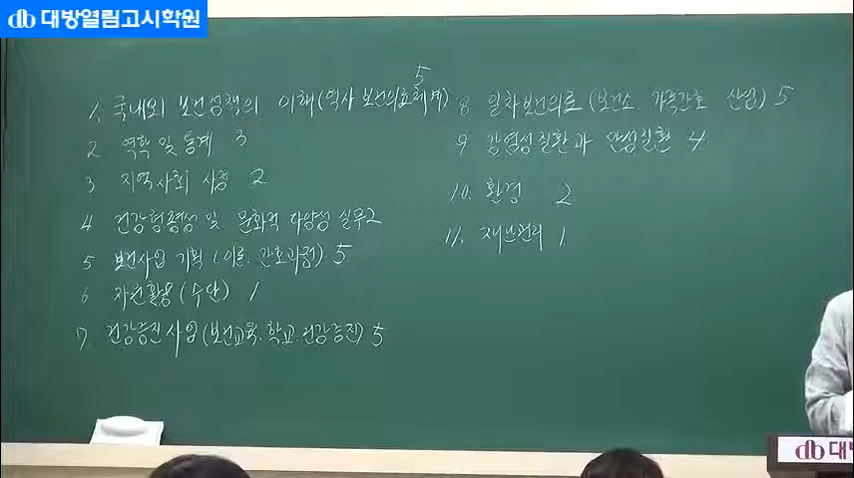 db 대방열림고시학원
5
1. 국내외 보건정책의 이해(역사 보건의료체계)
2 역학 및 통계 3
3 지역사회 사정 2
4 건강형평성 및 문화적 다양성 실무2
5 보건사업 기획 (이론. 간호과정) 5
6 자원활용(수단) 1
7 건강증진사업(보건교육.학교.건강증진) 5
8 일차보건의료 (보건소. 가족간호 산업) 5
9 감염성질환과 만성질환 4
10. 환경 2
11. 재난관리 1
db 대방